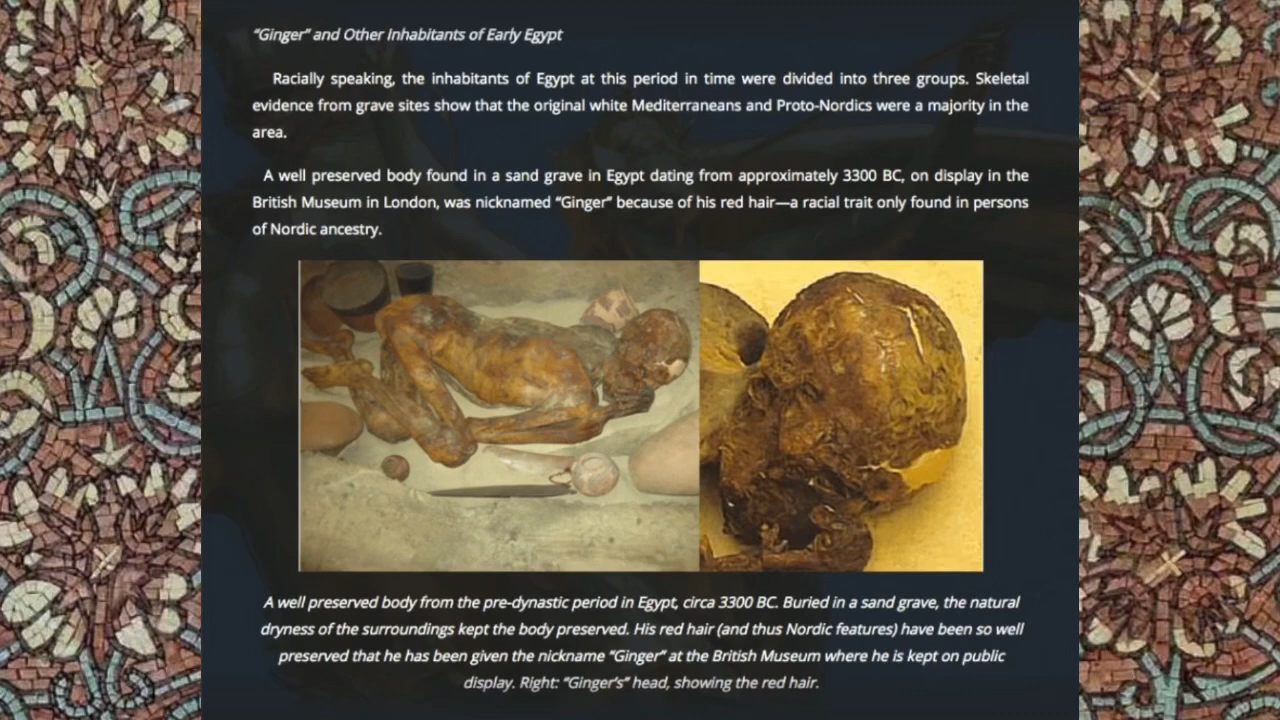 “Ginger” and Other Inhabitants of Early Egypt
Racially speaking, the inhabitants of Egypt at this period in time were divided into three groups. Skeletal
evidence from grave sites show that the original white Mediterraneans and Proto-Nordics were a majority in the
area.
A well preserved body found in a sand grave in Egypt dating from approximately 3300 BC, on display in the
British Museum in London, was nicknamed “Ginger” because of his red hair—a racial trait only found in persons
of Nordic ancestry.
A well preserved body from the pre-dynastic period in Egypt, circa 3300 BC. Buried in a sand grave, the natural
dryness of the surroundings kept the body preserved. His red hair (and thus Nordic features) have been so well
preserved that he has been given the nickname “Ginger” at the British Museum where he is kept on public
display. Right: “Ginger’s” head, showing the red hair.